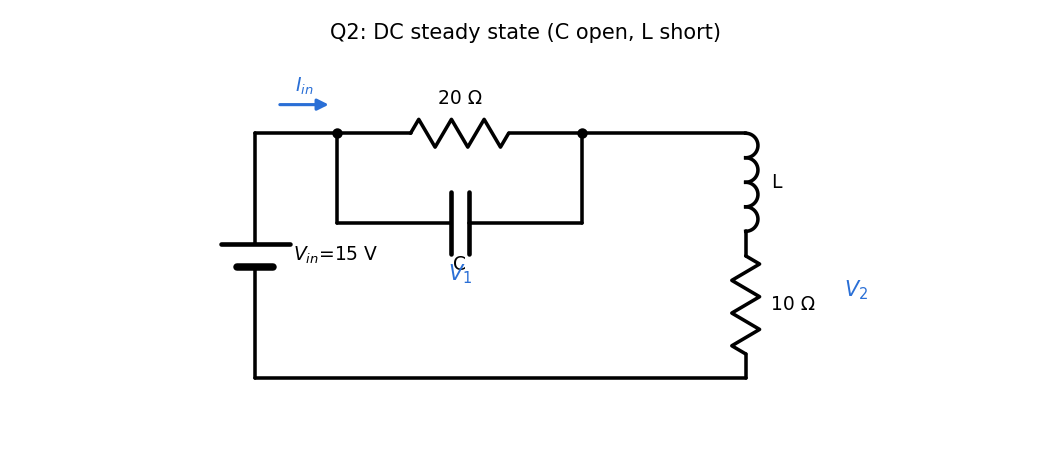 Q2: DC steady state (C open, L short)
I_in
20 Ω
L
V_in=15 V
C
V_1
V_2
10 Ω